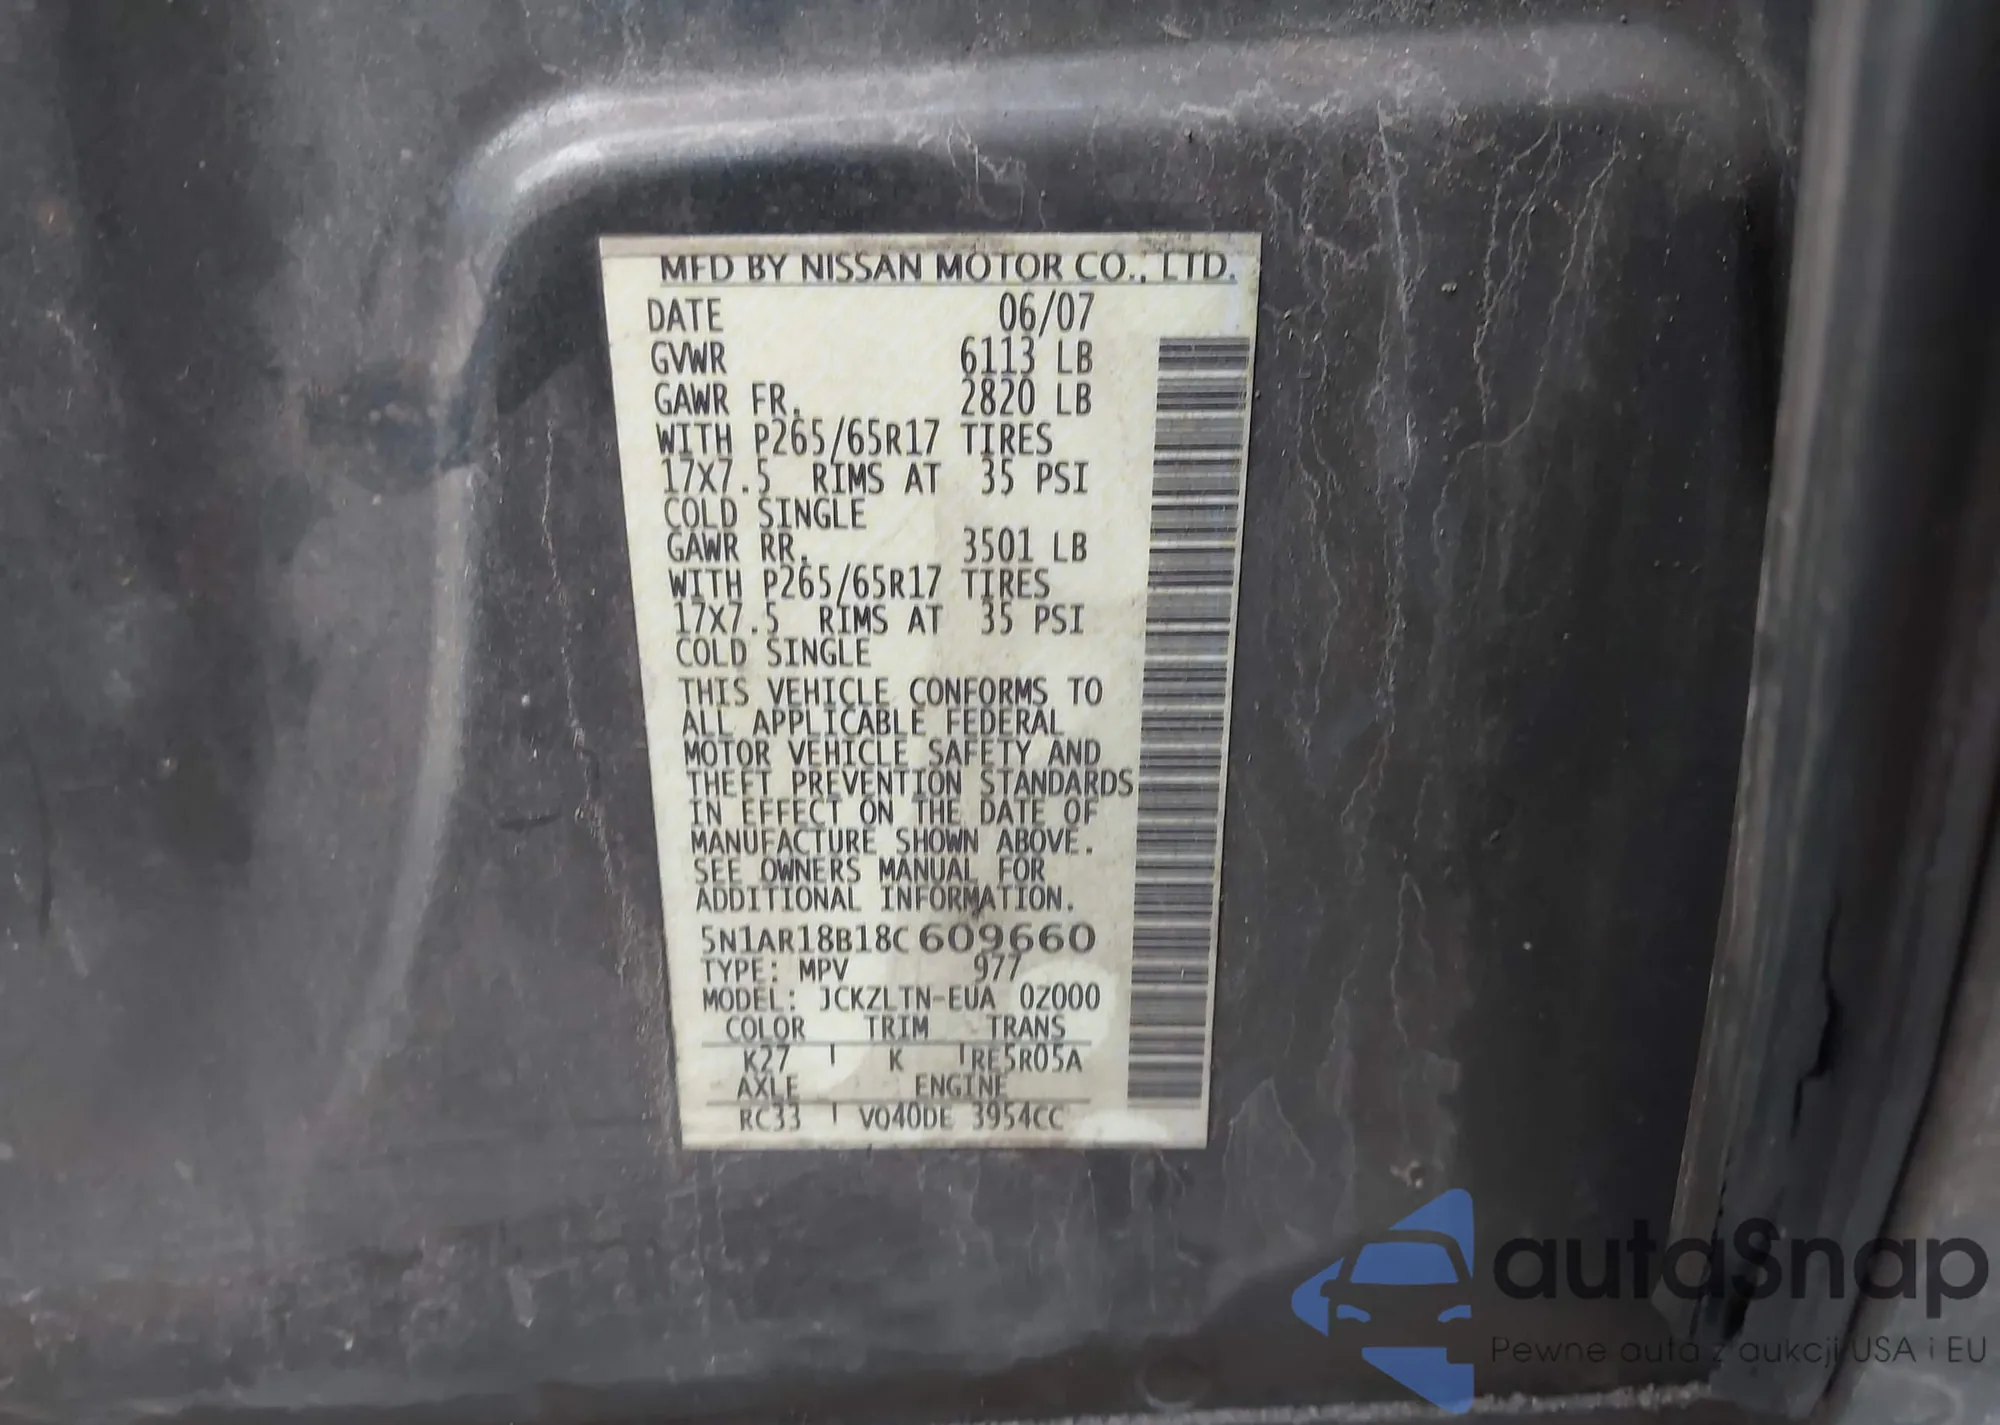 MFD BY NISSAN MOTOR CO., LTD.
DATE 06/07
GVWR 6113 LB
GAWR FR. 2820 LB
WITH P265/65R17 TIRES
17X7.5 RIMS AT 35 PSI
COLD SINGLE
GAWR RR. 3501 LB
WITH P265/65R17 TIRES
17X7.5 RIMS AT 35 PSI
COLD SINGLE
THIS VEHICLE CONFORMS TO
ALL APPLICABLE FEDERAL
MOTOR VEHICLE SAFETY AND
THEFT PREVENTION STANDARDS
IN EFFECT ON THE DATE OF
MANUFACTURE SHOWN ABOVE.
SEE OWNERS MANUAL FOR
ADDITIONAL INFORMATION.
5N1AR18B18C609660
TYPE: MPV 977
MODEL: JCKZLTN-EUA 0Z000
COLOR TRIM TRANS
K27 K RE5R05A
AXLE ENGINE
RC33 VQ40DE 3954CC
autaSnap
Pewne auta z aukcji USA i EU